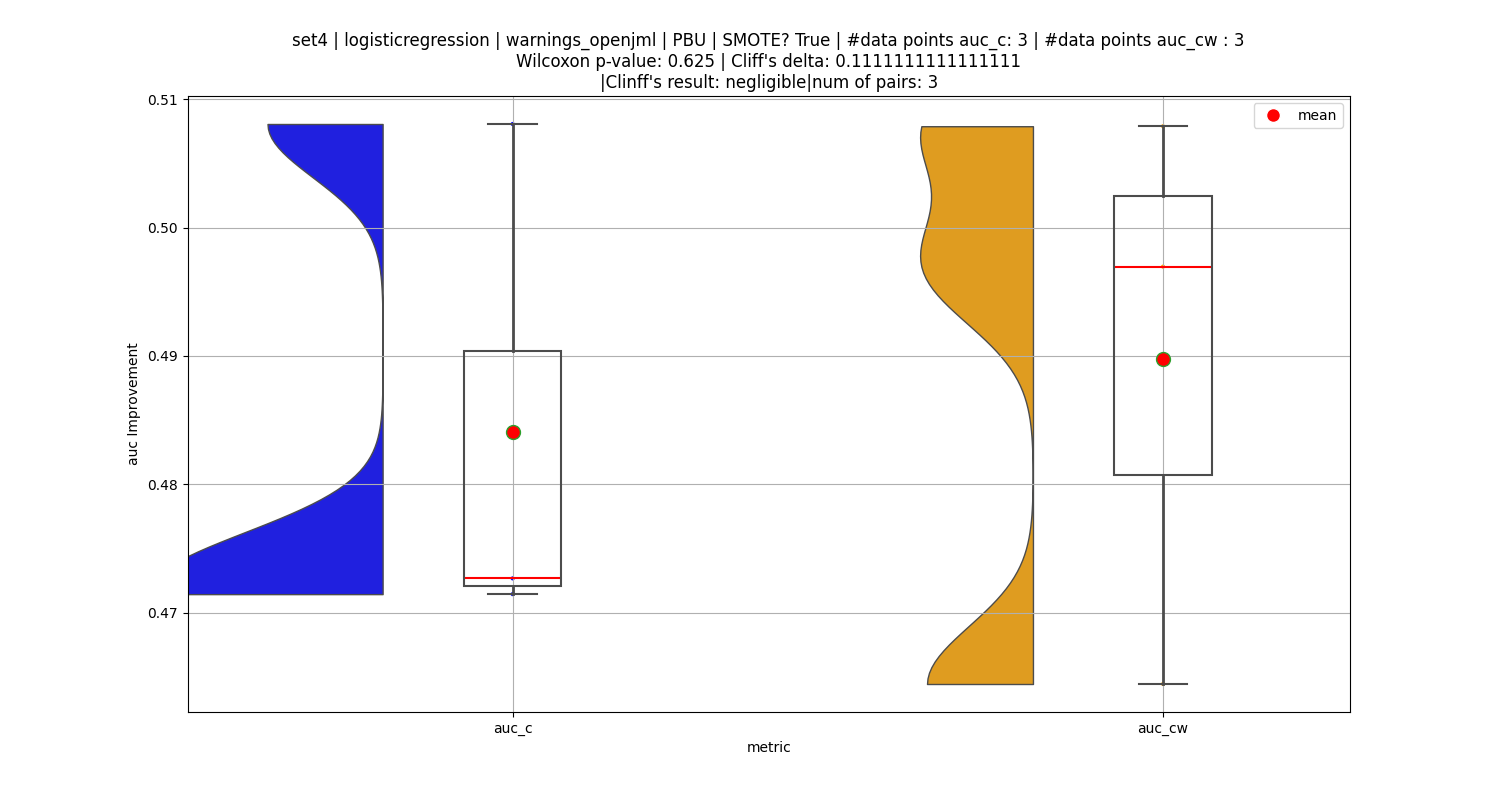 set4 | logisticregression | warnings_openjml | PBU | SMOTE? True | #data points auc_c: 3 | #data points auc_cw : 3
Wilcoxon p-value: 0.625 | Cliff's delta: 0.1111111111111111
|Clinff's result: negligible|num of pairs: 3
mean
0.51
0.50
0.49
0.48
0.47
auc Improvement
auc_c
auc_cw
metric